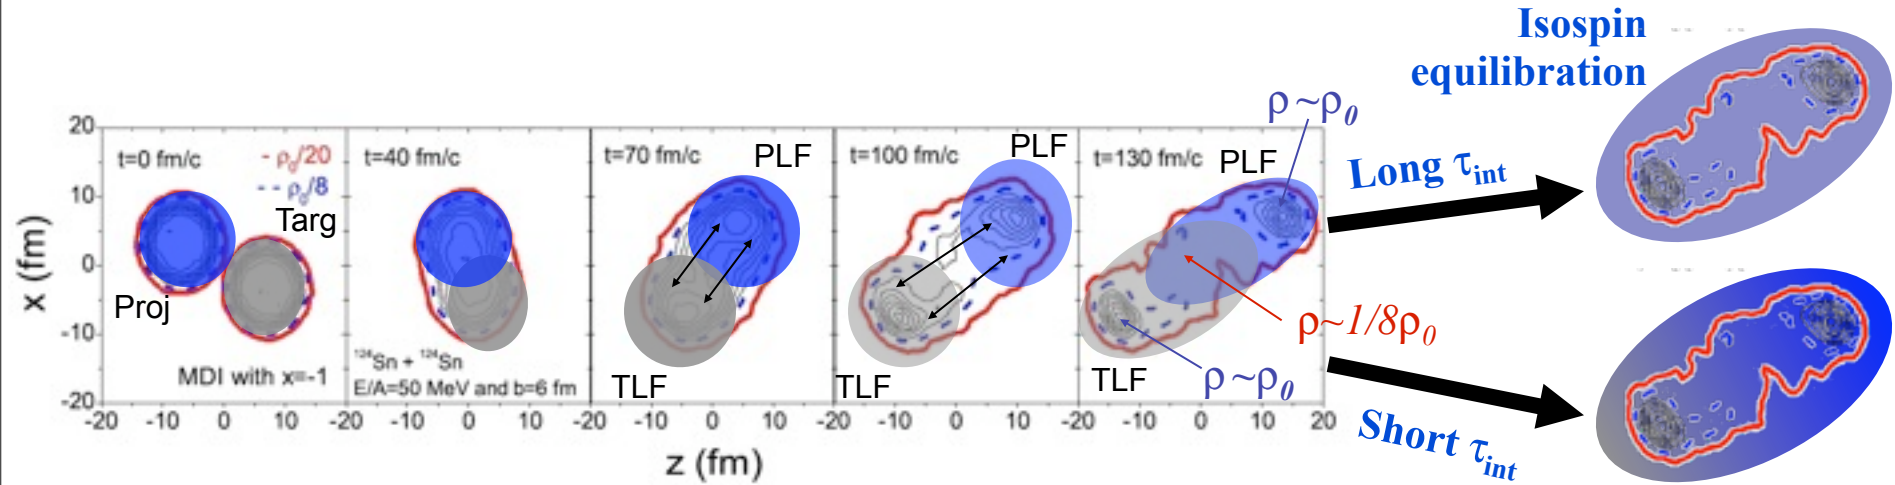 Isospin
equilibration
ρ~ρ₀
20
10
0
-10
-20
x (fm)
t=0 fm/c
- ρ₀/20
-- ρ₀/8
Targ
Proj
MDI with x=-1
t=40 fm/c
¹²⁴Sn + ¹²⁴Sn
E/A=50 MeV and b=6 fm
t=70 fm/c
PLF
TLF
t=100 fm/c
PLF
TLF
t=130 fm/c
PLF
TLF
ρ~1/8ρ₀
ρ~ρ₀
Long τint
Short τint
-20 -10 0 10 -20 -10 0 10 -20 -10 0 10 -20 -10 0 10 -20 -10 0 10 20
z (fm)